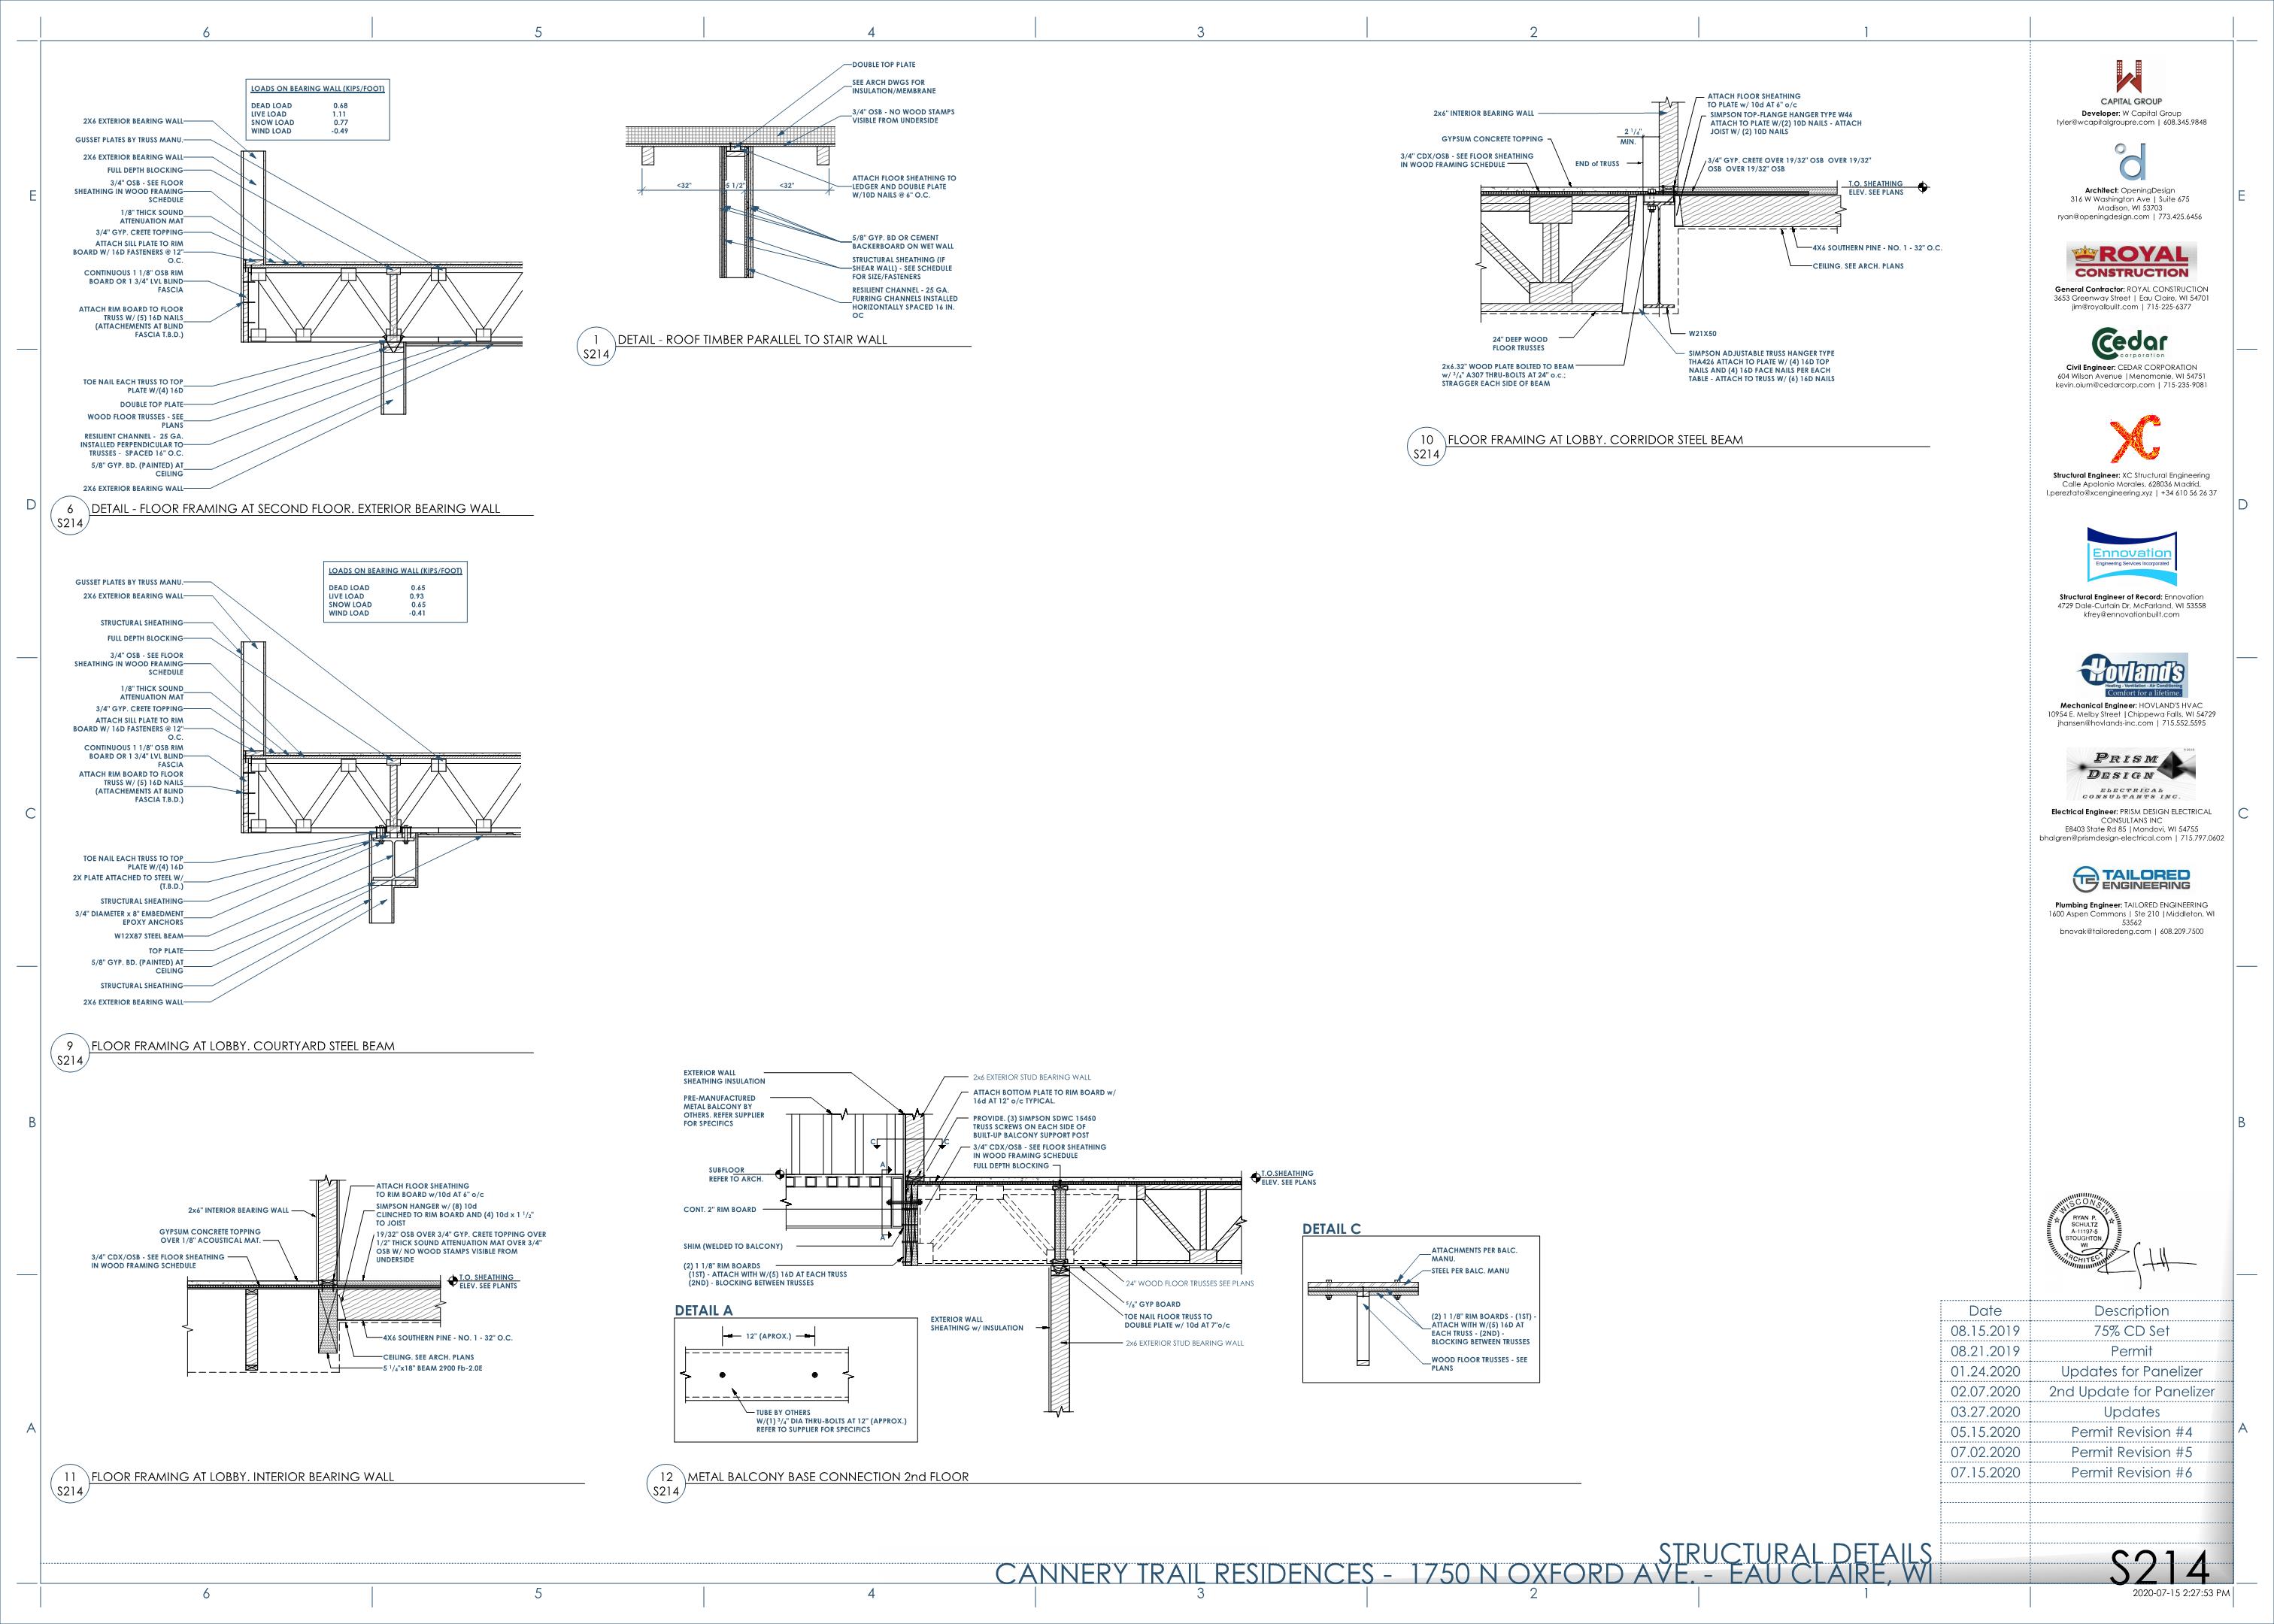 6
5
4
3
2
1
E
D
C
B
A
LOADS ON BEARING WALL (KIPS/FOOT)
DEAD LOAD 0.68
LIVE LOAD 1.11
SNOW LOAD 0.77
WIND LOAD -0.49
2X6 EXTERIOR BEARING WALL
GUSSET PLATES BY TRUSS MANU.
2X6 EXTERIOR BEARING WALL
FULL DEPTH BLOCKING
3/4" OSB - SEE FLOOR
SHEATHING IN WOOD FRAMING
SCHEDULE
1/8" THICK SOUND
ATTENUATION MAT
3/4" GYP. CRETE TOPPING
ATTACH SILL PLATE TO RIM
BOARD W/ 16D FASTENERS @ 12"
O.C.
CONTINUOUS 1 1/8" OSB RIM
BOARD OR 1 3/4" LVL BLIND
FASCIA
ATTACH RIM BOARD TO FLOOR
TRUSS W/ (5) 16D NAILS
(ATTACHEMENTS AT BLIND
FASCIA T.B.D.)
TOE NAIL EACH TRUSS TO TOP
PLATE W/(4) 16D
DOUBLE TOP PLATE
WOOD FLOOR TRUSSES - SEE
PLANS
RESILIENT CHANNEL - 25 GA.
INSTALLED PERPENDICULAR TO
TRUSSES - SPACED 16" O.C.
5/8" GYP. BD. (PAINTED) AT
CEILING
2X6 EXTERIOR BEARING WALL
6
S214
DETAIL - FLOOR FRAMING AT SECOND FLOOR. EXTERIOR BEARING WALL
DOUBLE TOP PLATE
SEE ARCH DWGS FOR
INSULATION/MEMBRANE
3/4" OSB - NO WOOD STAMPS
VISIBLE FROM UNDERSIDE
<32"
5 1/2"
<32"
ATTACH FLOOR SHEATHING TO
LEDGER AND DOUBLE PLATE
W/10D NAILS @ 6" O.C.
5/8" GYP. BD OR CEMENT
BACKERBOARD ON WET WALL
STRUCTURAL SHEATHING (IF
SHEAR WALL) - SEE SCHEDULE
FOR SIZE/FASTENERS
RESILIENT CHANNEL - 25 GA.
FURRING CHANNELS INSTALLED
HORIZONTALLY SPACED 16 IN.
OC
1
S214
DETAIL - ROOF TIMBER PARALLEL TO STAIR WALL
2x6" INTERIOR BEARING WALL
GYPSUM CONCRETE TOPPING
3/4" CDX/OSB - SEE FLOOR SHEATHING
IN WOOD FRAMING SCHEDULE
MIN.
END of TRUSS
ATTACH FLOOR SHEATHING
TO PLATE w/ 10d AT 6" o/c
SIMPSON TOP-FLANGE HANGER TYPE W46
ATTACH TO PLATE W/(2) 10D NAILS - ATTACH
JOIST W/ (2) 10D NAILS
3/4" GYP. CRETE OVER 19/32" OSB OVER 19/32"
OSB OVER 19/32" OSB
T.O. SHEATHING
ELEV. SEE PLANS
4X6 SOUTHERN PINE - NO. 1 - 32" O.C.
CEILING. SEE ARCH. PLANS
24" DEEP WOOD
FLOOR TRUSSES
W21X50
2x6.32" WOOD PLATE BOLTED TO BEAM
w/ 3/4" A307 THRU-BOLTS AT 24" o.c.;
STRAGGER EACH SIDE OF BEAM
SIMPSON ADJUSTABLE TRUSS HANGER TYPE
THA426 ATTACH TO PLATE W/ (4) 16D TOP
NAILS AND (4) 16D FACE NAILS PER EACH
TABLE - ATTACH TO TRUSS W/ (6) 16D NAILS
10
S214
FLOOR FRAMING AT LOBBY. CORRIDOR STEEL BEAM
LOADS ON BEARING WALL (KIPS/FOOT)
DEAD LOAD 0.65
LIVE LOAD 0.93
SNOW LOAD 0.65
WIND LOAD -0.41
GUSSET PLATES BY TRUSS MANU.
2X6 EXTERIOR BEARING WALL
STRUCTURAL SHEATHING
FULL DEPTH BLOCKING
3/4" OSB - SEE FLOOR
SHEATHING IN WOOD FRAMING
SCHEDULE
1/8" THICK SOUND
ATTENUATION MAT
3/4" GYP. CRETE TOPPING
ATTACH SILL PLATE TO RIM
BOARD W/ 16D FASTENERS @ 12"
O.C.
CONTINUOUS 1 1/8" OSB RIM
BOARD OR 1 3/4" LVL BLIND
FASCIA
ATTACH RIM BOARD TO FLOOR
TRUSS W/ (5) 16D NAILS
(ATTACHEMENTS AT BLIND
FASCIA T.B.D.)
TOE NAIL EACH TRUSS TO TOP
PLATE W/(4) 16D
2X PLATE ATTACHED TO STEEL W/
(T.B.D.)
STRUCTURAL SHEATHING
3/4" DIAMETER x 8" EMBEDMENT
EPOXY ANCHORS
W12X87 STEEL BEAM
TOP PLATE
5/8" GYP. BD. (PAINTED) AT
CEILING
STRUCTURAL SHEATHING
2X6 EXTERIOR BEARING WALL
9
S214
FLOOR FRAMING AT LOBBY. COURTYARD STEEL BEAM
2x6" INTERIOR BEARING WALL
GYPSUM CONCRETE TOPPING
OVER 1/8" ACOUSTICAL MAT.
3/4" CDX/OSB - SEE FLOOR SHEATHING
IN WOOD FRAMING SCHEDULE
ATTACH FLOOR SHEATHING
TO RIM BOARD w/10d AT 6" o/c
SIMPSON HANGER w/ (8) 10d
CLINCHED TO RIM BOARD AND (4) 10d x 1 1/2"
TO JOIST
19/32" OSB OVER 3/4" GYP. CRETE TOPPING OVER
1/2" THICK SOUND ATTENUATION MAT OVER 3/4"
OSB W/ NO WOOD STAMPS VISIBLE FROM
UNDERSIDE
T.O. SHEATHING
ELEV. SEE PLANTS
4X6 SOUTHERN PINE - NO. 1 - 32" O.C.
CEILING. SEE ARCH. PLANS
5 1/4"x18" BEAM 2900 Fb-2.0E
11
S214
FLOOR FRAMING AT LOBBY. INTERIOR BEARING WALL
EXTERIOR WALL
SHEATHING INSULATION
PRE-MANUFACTURED
METAL BALCONY BY
OTHERS. REFER SUPPLIER
FOR SPECIFICS
SUBFLOOR
REFER TO ARCH.
CONT. 2" RIM BOARD
SHIM (WELDED TO BALCONY)
(2) 1 1/8" RIM BOARDS
(1ST) - ATTACH WITH W/(5) 16D AT EACH TRUSS
(2ND) - BLOCKING BETWEEN TRUSSES
C
C
A
A
2x6 EXTERIOR STUD BEARING WALL
ATTACH BOTTOM PLATE TO RIM BOARD w/
16d AT 12" o/c TYPICAL.
PROVIDE. (3) SIMPSON SDWC 15450
TRUSS SCREWS ON EACH SIDE OF
BUILT-UP BALCONY SUPPORT POST
3/4" CDX/OSB - SEE FLOOR SHEATHING
IN WOOD FRAMING SCHEDULE
FULL DEPTH BLOCKING
T.O.SHEATHING
ELEV. SEE PLANS
24" WOOD FLOOR TRUSSES SEE PLANS
5/8" GYP BOARD
TOE NAIL FLOOR TRUSS TO
DOUBLE PLATE w/ 10d AT 7"o/c
2x6 EXTERIOR STUD BEARING WALL
EXTERIOR WALL
SHEATHING w/ INSULATION
DETAIL A
12" (APROX.)
TUBE BY OTHERS
W/(1) 3/4" DIA THRU-BOLTS AT 12" (APPROX.)
REFER TO SUPPLIER FOR SPECIFICS
DETAIL C
ATTACHMENTS PER BALC.
MANU.
STEEL PER BALC. MANU
(2) 1 1/8" RIM BOARDS - (1ST) -
ATTACH WITH W/(5) 16D AT
EACH TRUSS - (2ND) -
BLOCKING BETWEEN TRUSSES
WOOD FLOOR TRUSSES - SEE
PLANS
12
S214
METAL BALCONY BASE CONNECTION 2nd FLOOR
W
CAPITAL GROUP
Developer: W Capital Group
tyler@wcapitalgroupre.com | 608.345.9848
Architect: OpeningDesign
316 W Washington Ave | Suite 675
Madison, WI 53703
ryan@openingdesign.com | 773.425.6456
ROYAL
CONSTRUCTION
General Contractor: ROYAL CONSTRUCTION
3653 Greenway Street | Eau Claire, WI 54701
jim@royalbuilt.com | 715-225-6377
Cedar
corporation
Civil Engineer: CEDAR CORPORATION
604 Wilson Avenue |Menomonie, WI 54751
kevin.oium@cedarcorp.com | 715-235-9081
XC
Structural Engineer: XC Structural Engineering
Calle Apolonio Morales, 628036 Madrid,
l.pereztato@xcengineering.xyz | +34 610 56 26 37
Ennovation
Engineering Services Incorporated
Structural Engineer of Record: Ennovation
4729 Dale-Curtain Dr, McFarland, WI 53558
kfrey@ennovationbuilt.com
Hovland's
Heating - Ventilation - Air Conditioning
Comfort for a lifetime.
Mechanical Engineer: HOVLAND'S HVAC
10954 E. Melby Street |Chippewa Falls, WI 54729
jhansen@hovlands-inc.com | 715.552.5595
PRISM
DESIGN
ELECTRICAL
CONSULTANTS INC.
Electrical Engineer: PRISM DESIGN ELECTRICAL
CONSULTANS INC
E8403 State Rd 85 |Mondovi, WI 54755
bhalgren@prismdesign-electrical.com | 715.797.0602
TE TAILORED
ENGINEERING
Plumbing Engineer: TAILORED ENGINEERING
1600 Aspen Commons | Ste 210 |Middleton, WI
53562
bnovak@tailoredeng.com | 608.209.7500
WISCONSIN
RYAN P.
SCHULTZ
A-11197-5
STOUGHTON,
WI
ARCHITECT
Date Description
08.15.2019 75% CD Set
08.21.2019 Permit
01.24.2020 Updates for Panelizer
02.07.2020 2nd Update for Panelizer
03.27.2020 Updates
05.15.2020 Permit Revision #4
07.02.2020 Permit Revision #5
07.15.2020 Permit Revision #6
STRUCTURAL DETAILS
CANNERY TRAIL RESIDENCES - 1750 N OXFORD AVE. - EAU CLAIRE, WI
S214
2020-07-15 2:27:53 PM
6
5
4
3
2
1
E
D
C
B
A